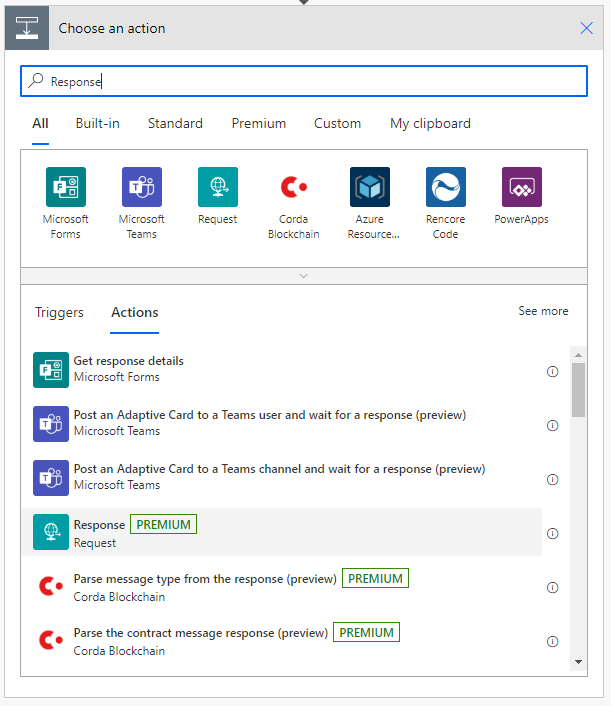 Choose an action
Response
All Built-in Standard Premium Custom My clipboard
Microsoft Forms
Microsoft Teams
Request
Corda Blockchain
Azure Resource...
Rencore Code
PowerApps
Triggers Actions See more
Get response details
Microsoft Forms
Post an Adaptive Card to a Teams user and wait for a response (preview)
Microsoft Teams
Post an Adaptive Card to a Teams channel and wait for a response (preview)
Microsoft Teams
Response PREMIUM
Request
Parse message type from the response (preview) PREMIUM
Corda Blockchain
Parse the contract message response (preview) PREMIUM
Corda Blockchain